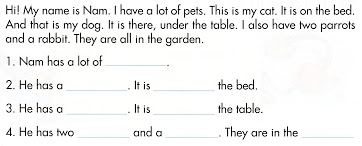 Hi! My name is Nam. I have a lot of pets. This is my cat. It is on the bed.
And that is my dog. It is there, under the table. I also have two parrots
and a rabbit. They are all in the garden.
1. Nam has a lot of ________.
2. He has a ________. It is ________ the bed.
3. He has a ________. It is ________ the table.
4. He has two ________ and a ________. They are in the ________